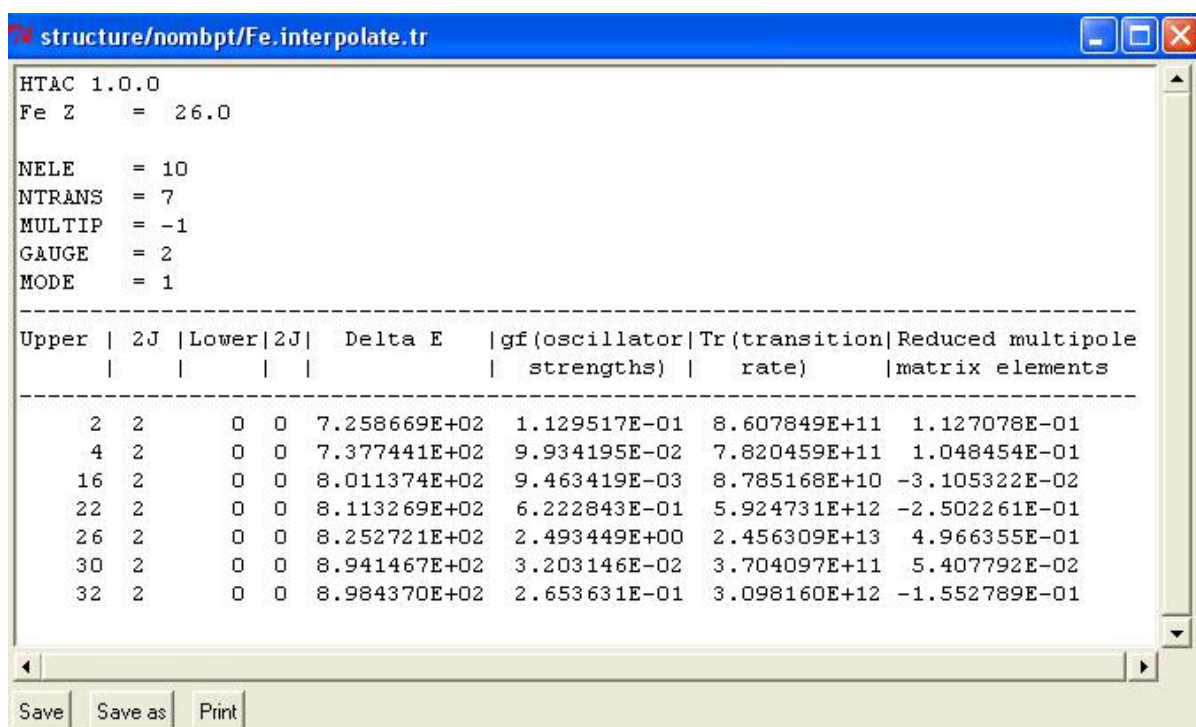 structure/nombpt/Fe.interpolate.tr
HTAC 1.0.0
Fe Z    =  26.0
NELE    = 10
NTRANS  = 7
MULTIP  = -1
GAUGE   = 2
MODE    = 1
--------------------------------------------------------------------------------
Upper | 2J |Lower|2J|  Delta E   |gf(oscillator|Tr(transition|Reduced multipole
      |    |     |  |            |  strengths) |   rate)     |matrix elements
--------------------------------------------------------------------------------
2  2  0  0  7.258669E+02  1.129517E-01  8.607849E+11  1.127078E-01
4  2  0  0  7.377441E+02  9.934195E-02  7.820459E+11  1.048454E-01
16  2  0  0  8.011374E+02  9.463419E-03  8.785168E+10 -3.105322E-02
22  2  0  0  8.113269E+02  6.222843E-01  5.924731E+12 -2.502261E-01
26  2  0  0  8.252721E+02  2.493449E+00  2.456309E+13  4.966355E-01
30  2  0  0  8.941467E+02  3.203146E-02  3.704097E+11  5.407792E-02
32  2  0  0  8.984370E+02  2.653631E-01  3.098160E+12 -1.552789E-01
Save Save as Print